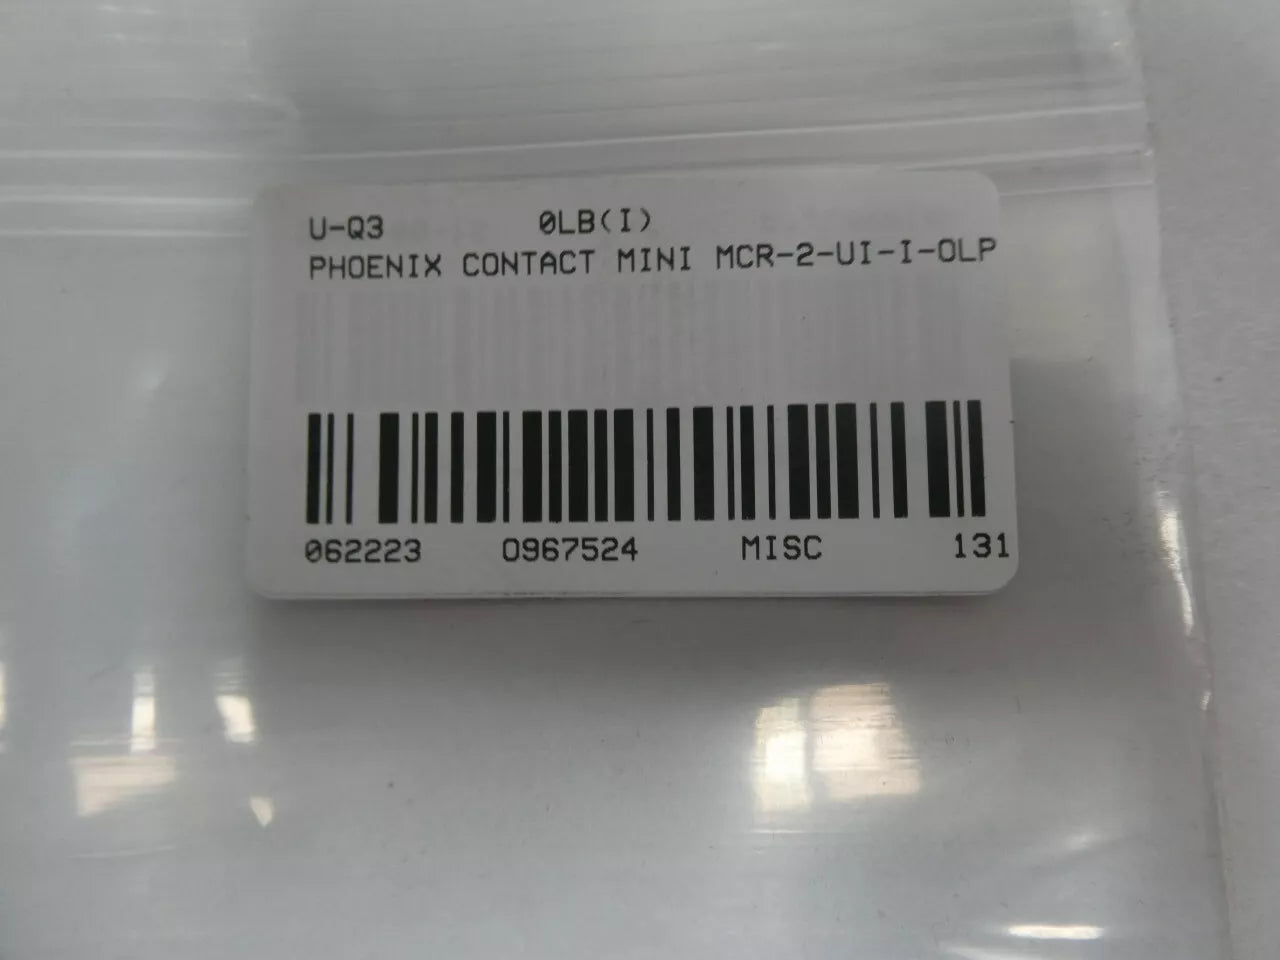 U-Q3 0LB(I)
PHOENIX CONTACT MINI MCR-2-UI-I-OLP
062223 0967524 MISC 131